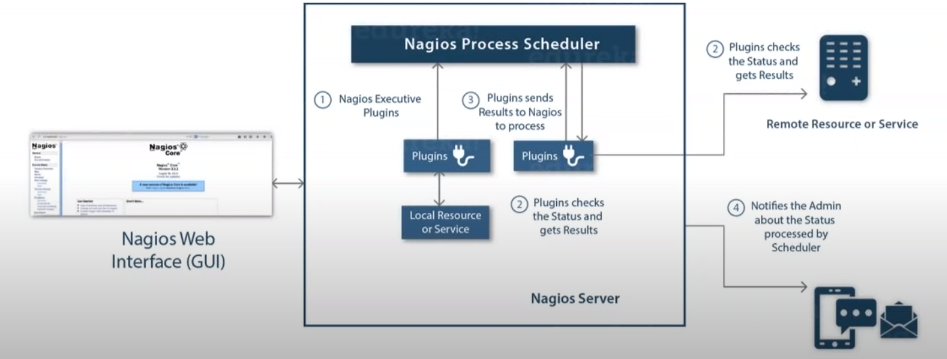 Nagios Process Scheduler
1 Nagios Executive
Plugins
3 Plugins sends
Results to Nagios
to process
2 Plugins checks
the Status and
gets Results
Remote Resource or Service
Plugins
Plugins
Local Resource
or Service
2 Plugins checks
the Status and
gets Results
4 Notifies the Admin
about the Status
processed by
Scheduler
Nagios Server
Nagios
Nagios
Core
Nagios Web
Interface (GUI)